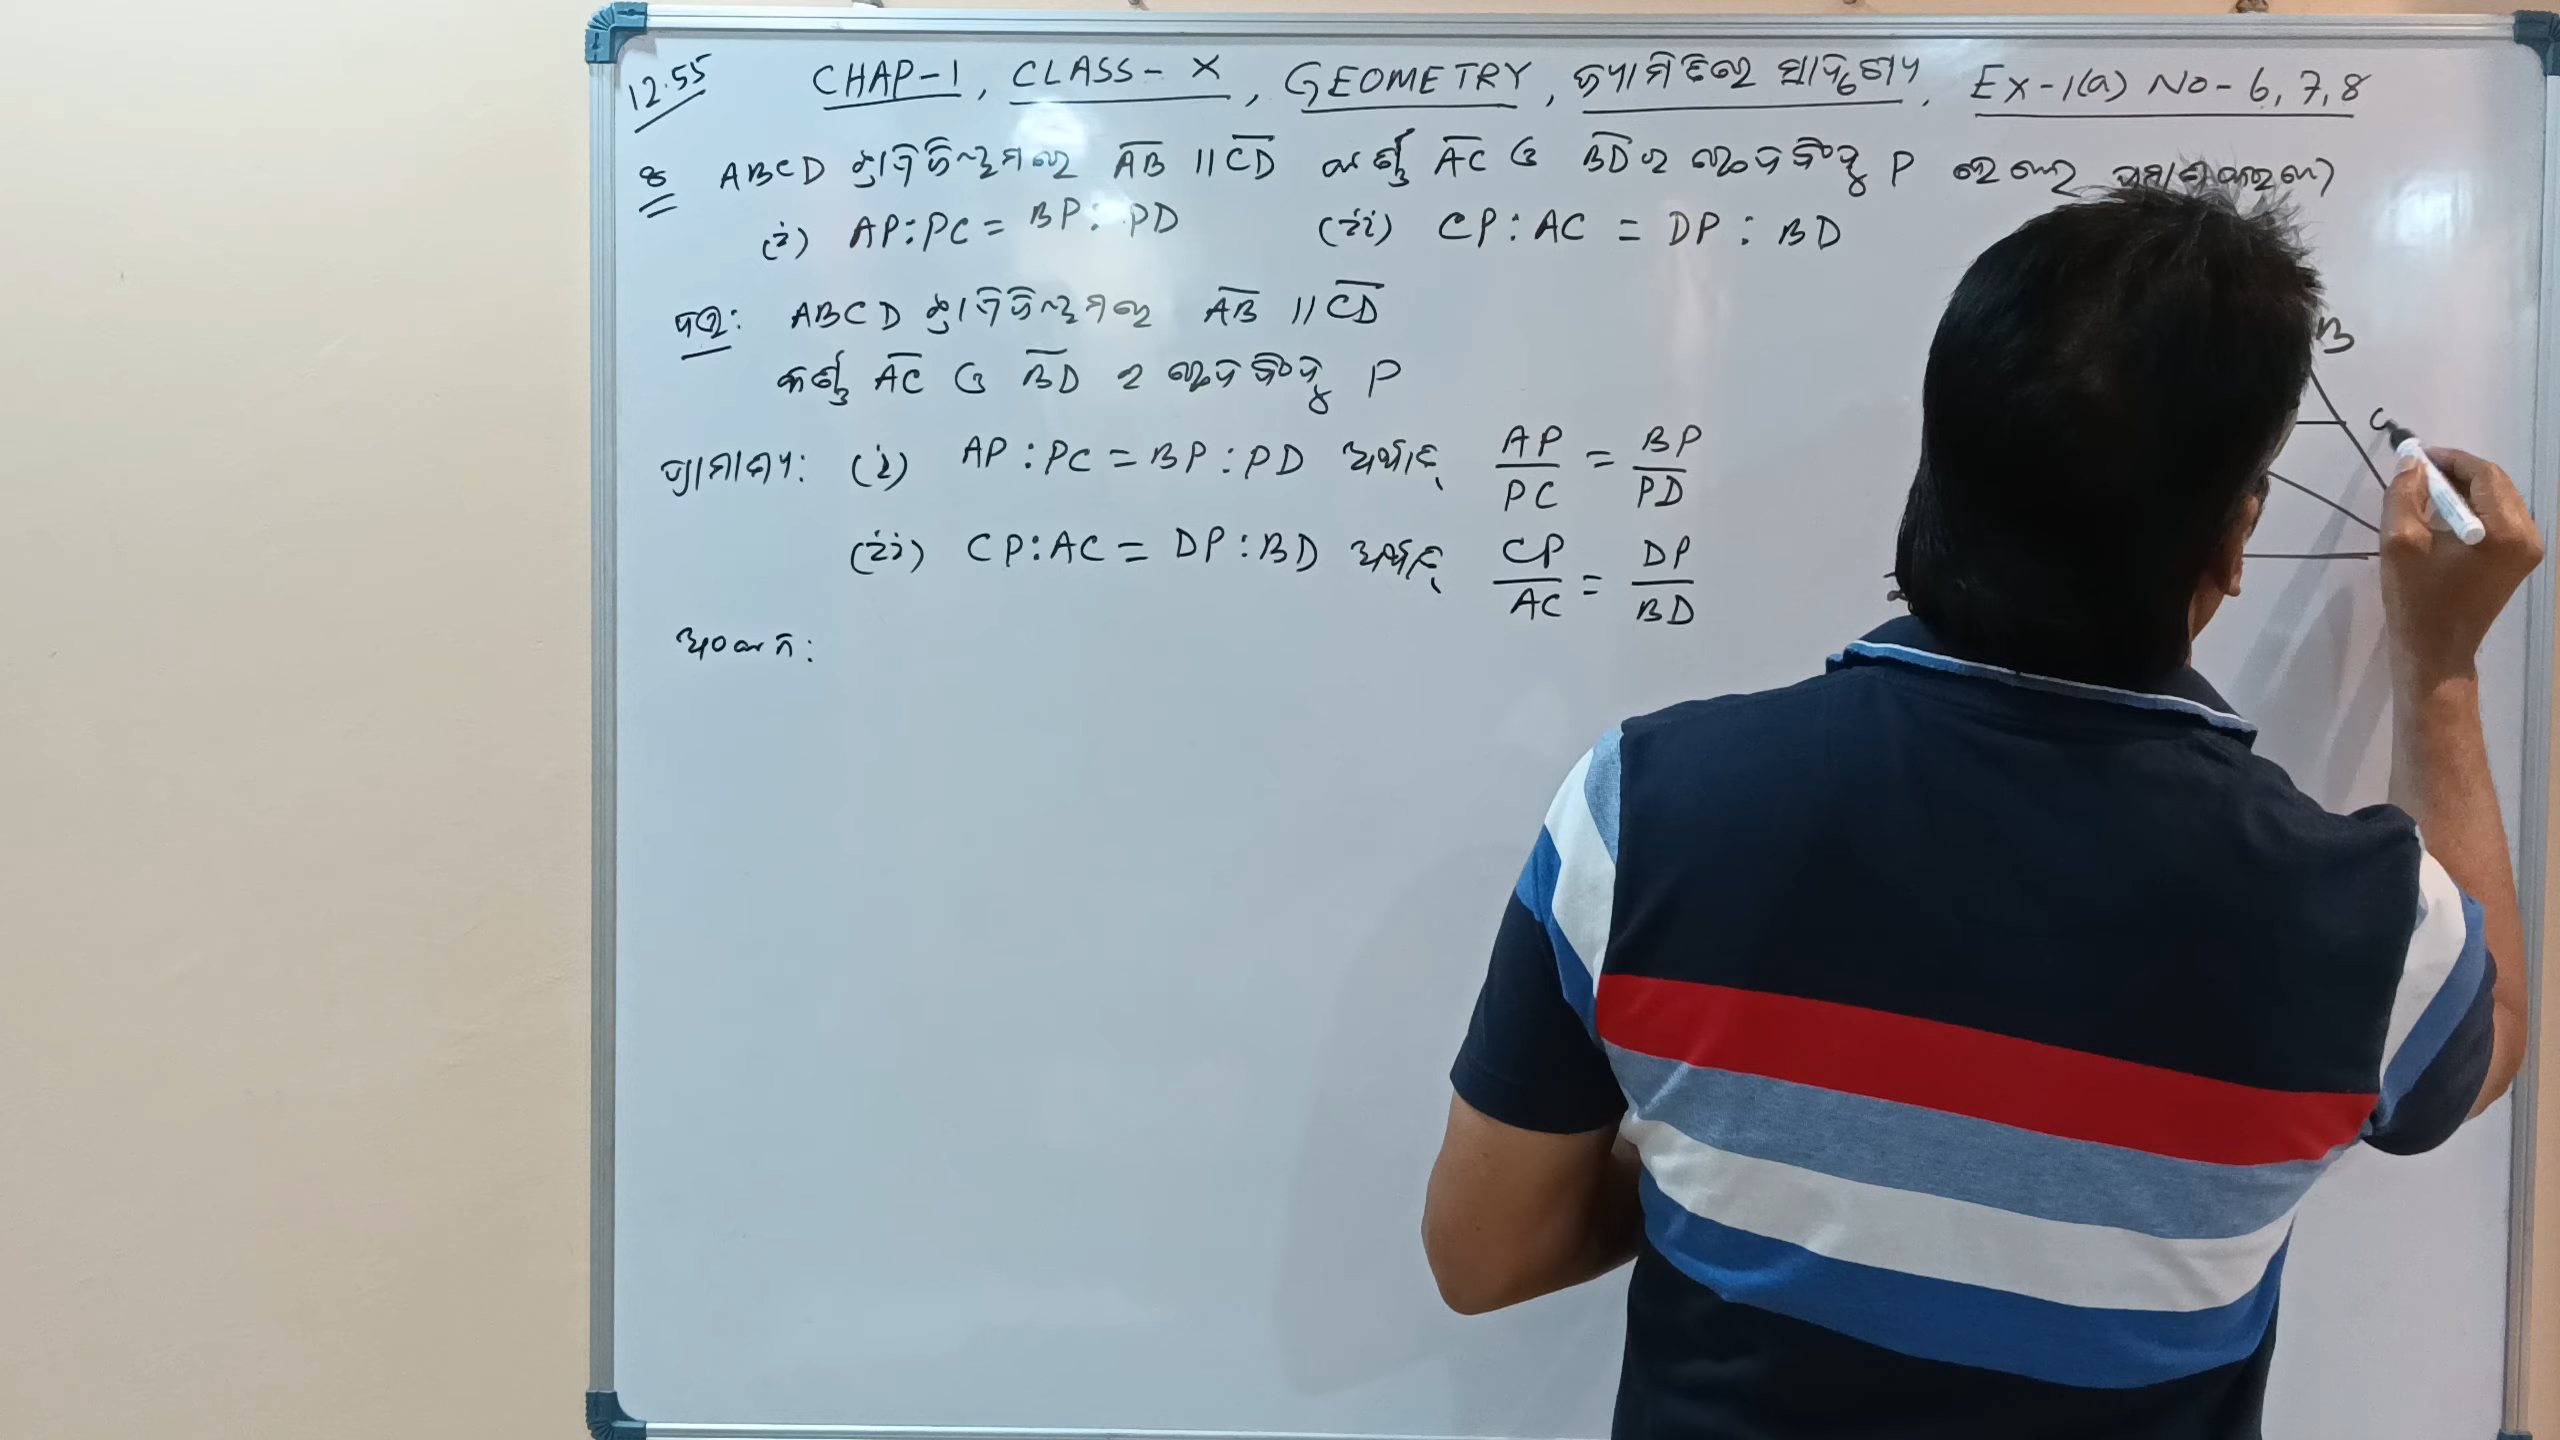 12.55 CHAP-1, CLASS-X, GEOMETRY, ଜ୍ୟାମିତିରେ ସାଦୃଶ୍ୟ, EX-1(a) NO-6,7,8
8 ABCD ଟ୍ରାପିଜିୟମରେ AB || CD କର୍ଣ୍ଣ AC ଓ BD ର ଛେଦବିନ୍ଦୁ P ହେଲେ ପ୍ରମାଣ କର
(i) AP:PC = BP:PD (ii) CP:AC = DP:BD
ଦତ୍ତ: ABCD ଟ୍ରାପିଜିୟମରେ AB || CD
କର୍ଣ୍ଣ AC ଓ BD ର ଛେଦବିନ୍ଦୁ P
ପ୍ରାମାଣ୍ୟ: (i) AP:PC = BP:PD ଅର୍ଥାତ୍ AP/PC = BP/PD
(ii) CP:AC = DP:BD ଅର୍ଥାତ୍ CP/AC = DP/BD
ଅଙ୍କନ:
B